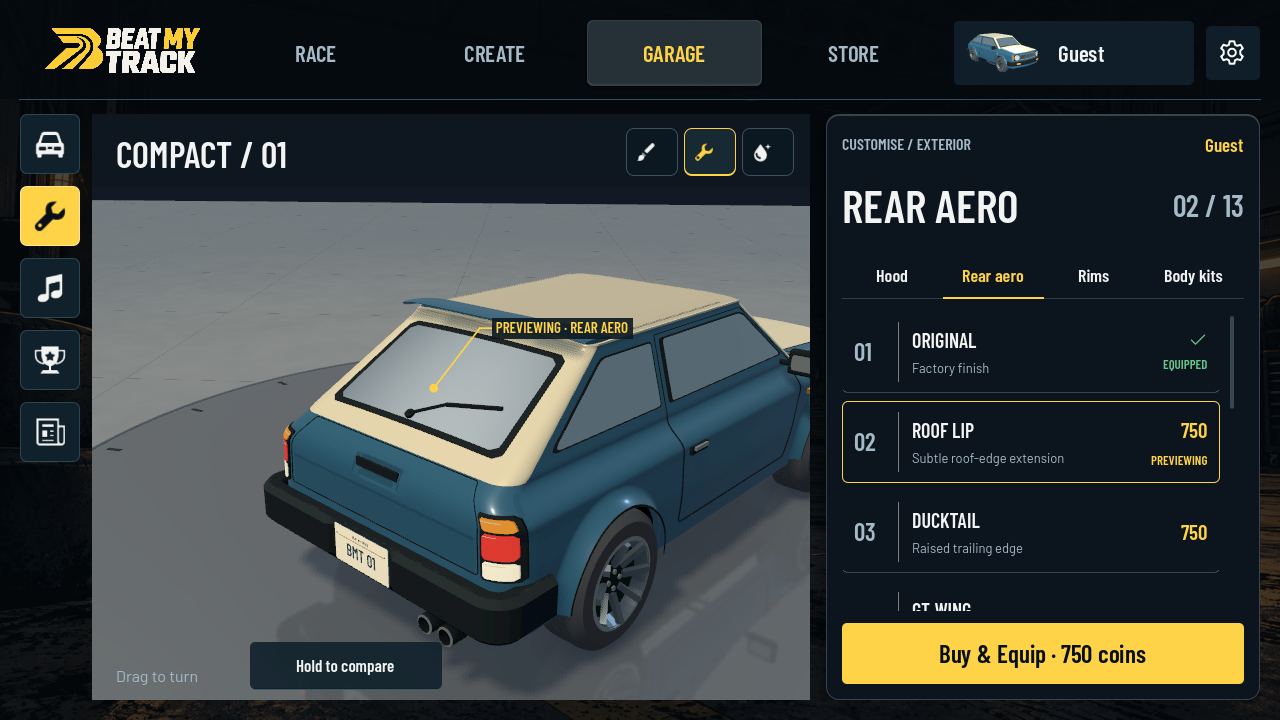 BEAT MY
TRACK
RACE
CREATE
GARAGE
STORE
Guest
COMPACT / 01
PREVIEWING · REAR AERO
BMT 01
Drag to turn
Hold to compare
CUSTOMISE / EXTERIOR
Guest
REAR AERO
02 / 13
Hood
Rear aero
Rims
Body kits
01
ORIGINAL
Factory finish
EQUIPPED
02
ROOF LIP
Subtle roof-edge extension
750
PREVIEWING
03
DUCKTAIL
Raised trailing edge
750
GT WING
Buy & Equip · 750 coins